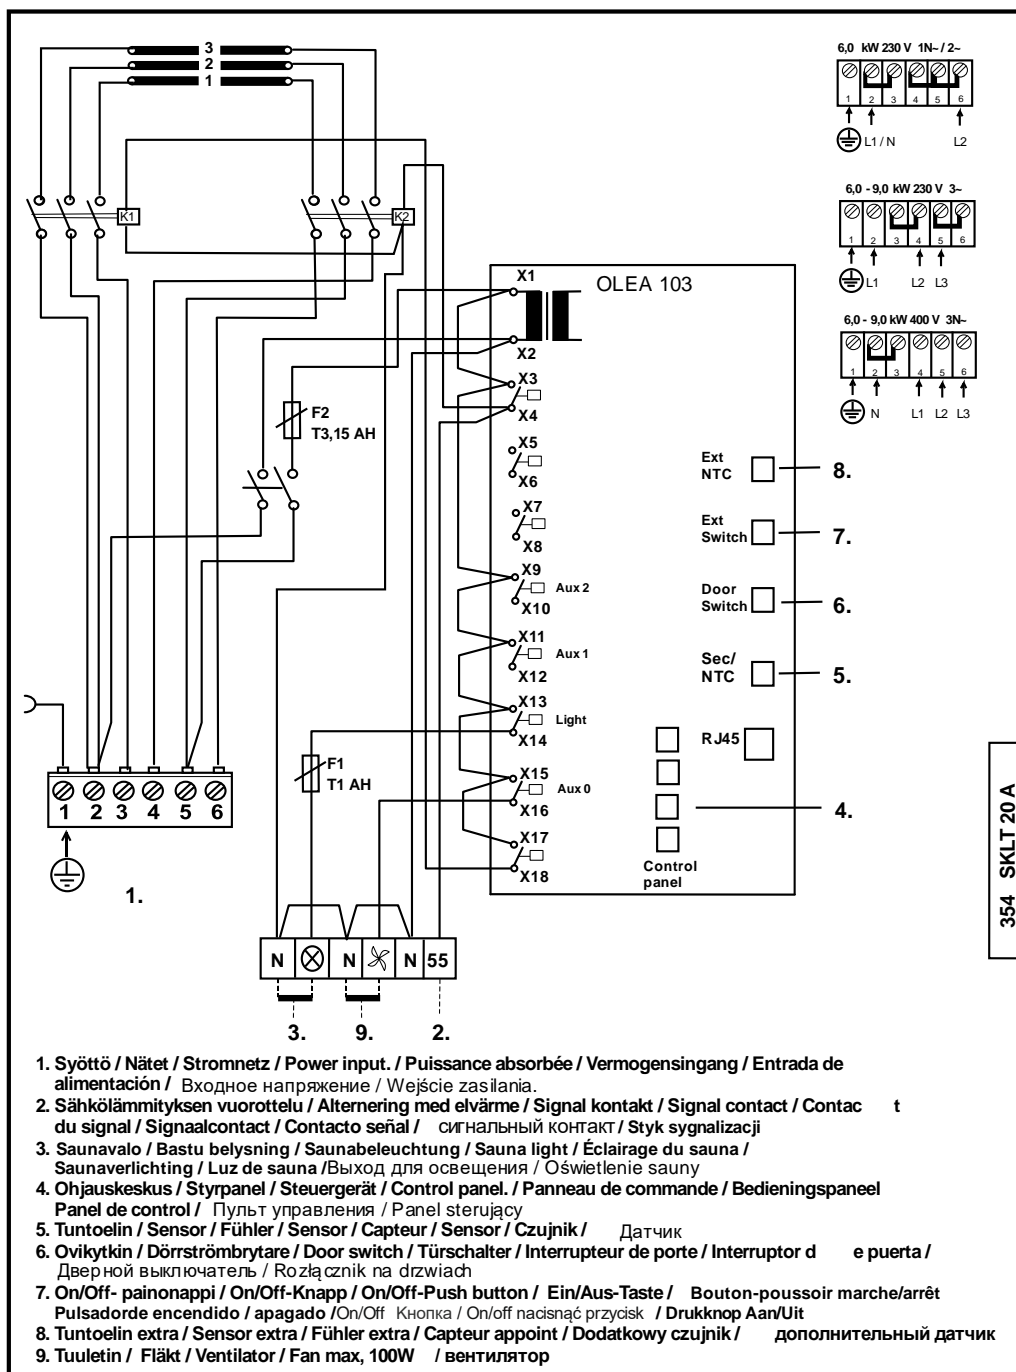 3
2
1
K1
K2
6,0 kW 230 V 1N~ / 2~
1 2 3 4 5 6
L1 / N L2
6,0 - 9,0 kW 230 V 3~
1 2 3 4 5 6
L1 L2 L3
6,0 - 9,0 kW 400 V 3N~
1 2 3 4 5 6
N L1 L2 L3
OLEA 103
X1
X2
X3
X4
X5
X6
X7
X8
X9
Aux 2
X10
X11
Aux 1
X12
X13
Light
X14
X15
Aux 0
X16
X17
X18
F2
T3,15 AH
F1
T1 AH
Ext
NTC
8.
Ext
Switch
7.
Door
Switch
6.
Sec/
NTC
5.
RJ45
4.
Control
panel
1 2 3 4 5 6
1.
N N N 55
3. 9. 2.
354 SKLT 20 A
1. Syöttö / Nätet / Stromnetz / Power input. / Puissance absorbée / Vermogensingang / Entrada de
alimentación / Входное напряжение / Wejście zasilania.
2. Sähkölämmityksen vuorottelu / Alternering med elvärme / Signal kontakt / Signal contact / Contac t
du signal / Signaalcontact / Contacto señal / сигнальный контакт / Styk sygnalizacji
3. Saunavalo / Bastu belysning / Saunabeleuchtung / Sauna light / Éclairage du sauna /
Saunaverlichting / Luz de sauna /Выход для освещения / Oświetlenie sauny
4. Ohjauskeskus / Styrpanel / Steuergerät / Control panel. / Panneau de commande / Bedieningspaneel
Panel de control / Пульт управления / Panel sterujący
5. Tuntoelin / Sensor / Fühler / Sensor / Capteur / Sensor / Czujnik / Датчик
6. Ovikytkin / Dörrströmbrytare / Door switch / Türschalter / Interrupteur de porte / Interruptor d e puerta /
Дверной выключатель / Rozłącznik na drzwiach
7. On/Off- painonappi / On/Off-Knapp / On/Off-Push button / Ein/Aus-Taste / Bouton-poussoir marche/arrêt
Pulsadorde encendido / apagado /On/Off Кнопка / On/off nacisnąć przycisk / Drukknop Aan/Uit
8. Tuntoelin extra / Sensor extra / Fühler extra / Capteur appoint / Dodatkowy czujnik / дополнительный датчик
9. Tuuletin / Fläkt / Ventilator / Fan max, 100W / вентилятор